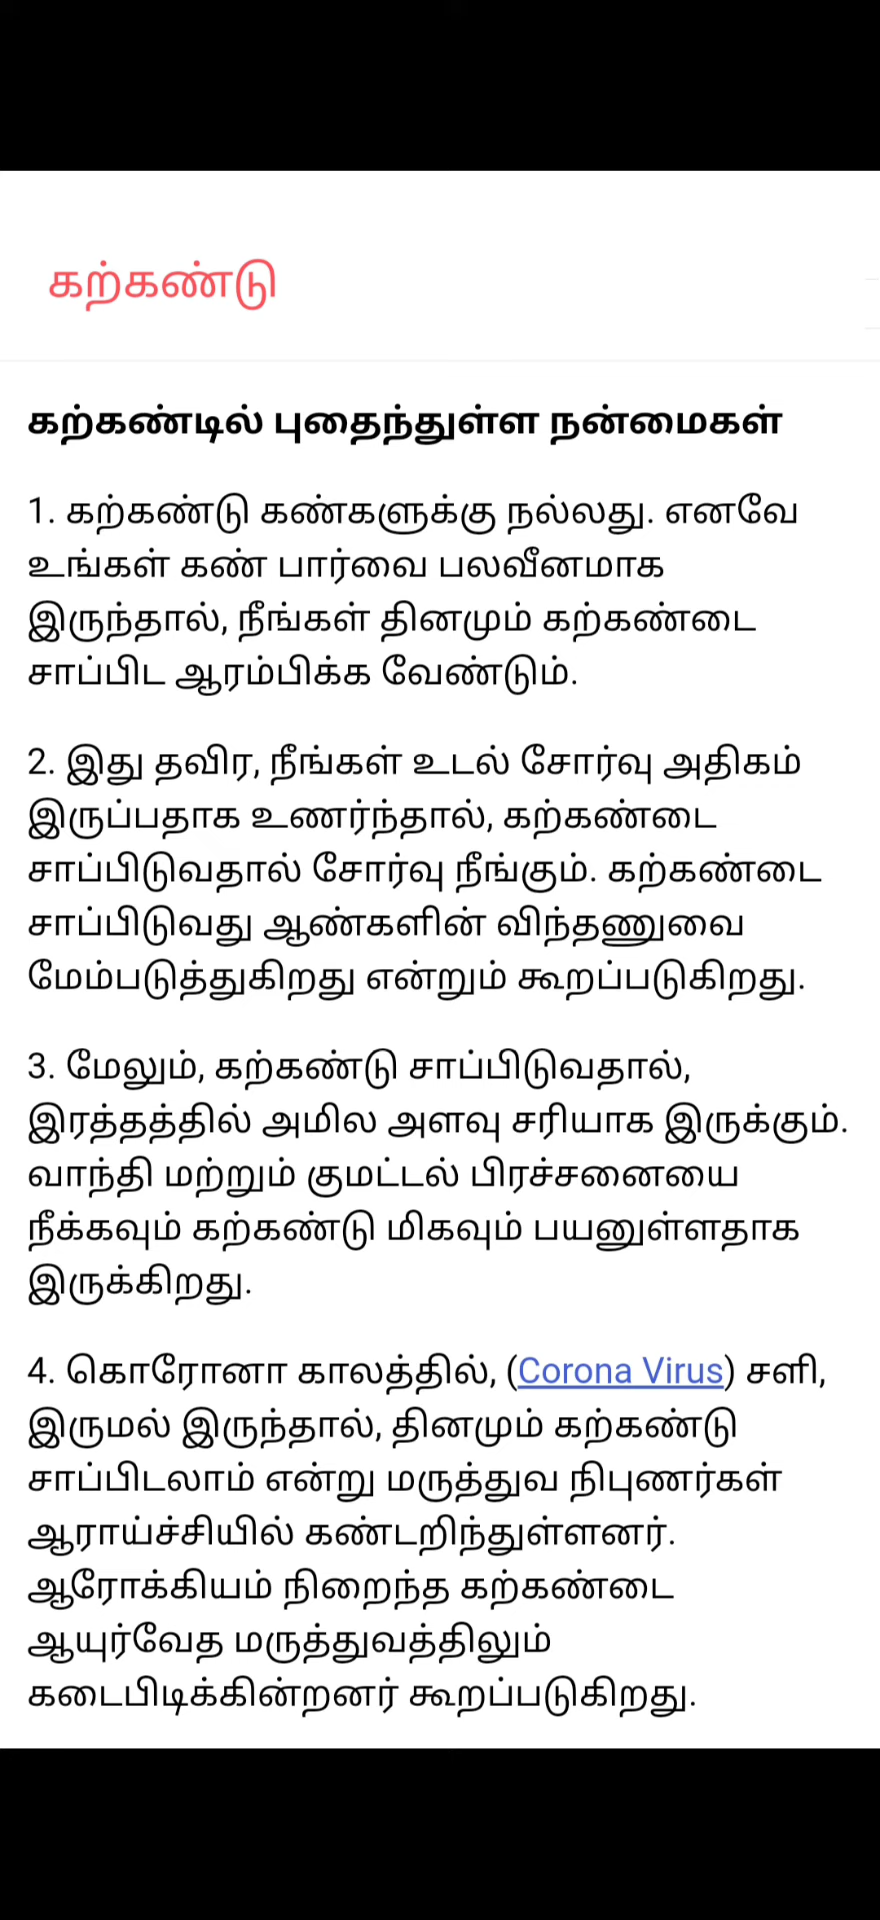 கற்கண்டு
கற்கண்டில் புதைந்துள்ள நன்மைகள்
1. கற்கண்டு கண்களுக்கு நல்லது. எனவே
உங்கள் கண் பார்வை பலவீனமாக
இருந்தால், நீங்கள் தினமும் கற்கண்டை
சாப்பிட ஆரம்பிக்க வேண்டும்.
2. இது தவிர, நீங்கள் உடல் சோர்வு அதிகம்
இருப்பதாக உணர்ந்தால், கற்கண்டை
சாப்பிடுவதால் சோர்வு நீங்கும். கற்கண்டை
சாப்பிடுவது ஆண்களின் விந்தணுவை
மேம்படுத்துகிறது என்றும் கூறப்படுகிறது.
3. மேலும், கற்கண்டு சாப்பிடுவதால்,
இரத்தத்தில் அமில அளவு சரியாக இருக்கும்.
வாந்தி மற்றும் குமட்டல் பிரச்சனையை
நீக்கவும் கற்கண்டு மிகவும் பயனுள்ளதாக
இருக்கிறது.
4. கொரோனா காலத்தில், (Corona Virus) சளி,
இருமல் இருந்தால், தினமும் கற்கண்டு
சாப்பிடலாம் என்று மருத்துவ நிபுணர்கள்
ஆராய்ச்சியில் கண்டறிந்துள்ளனர்.
ஆரோக்கியம் நிறைந்த கற்கண்டை
ஆயுர்வேத மருத்துவத்திலும்
கடைபிடிக்கின்றனர் கூறப்படுகிறது.